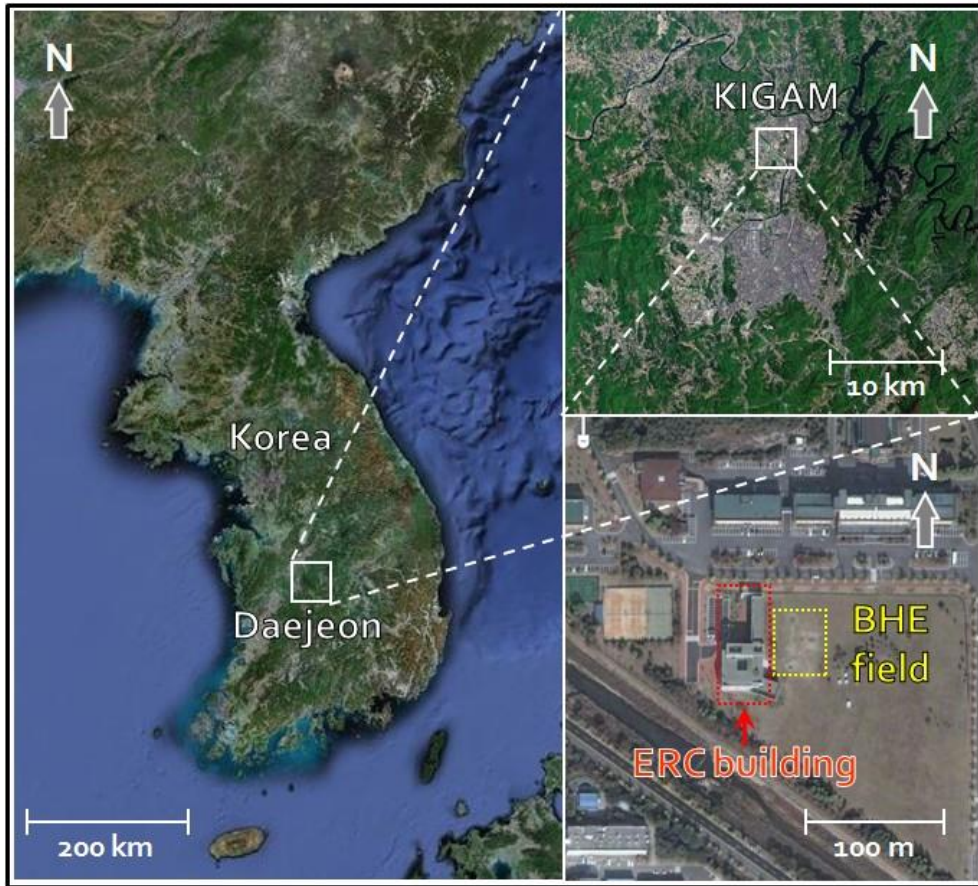 N
Korea
Daejeon
200 km
KIGAM
N
10 km
N
BHE
field
ERC building
100 m